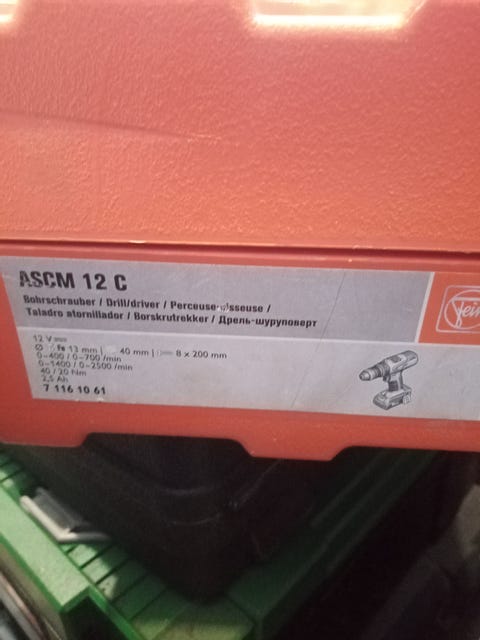 ASCM 12 C
Bohrschrauber / Drill/driver / Perceuse-visseuse /
Taladro atornillador / Borskrutrekker / Дрель-шуруповерт
Fein
12 V
Ø Fe 13 mm | 40 mm | 8 x 200 mm
0-400 / 0-700 /min
0-1400 / 0-2500 /min
40 / 20 Nm
2,5 Ah
7 116 10 61